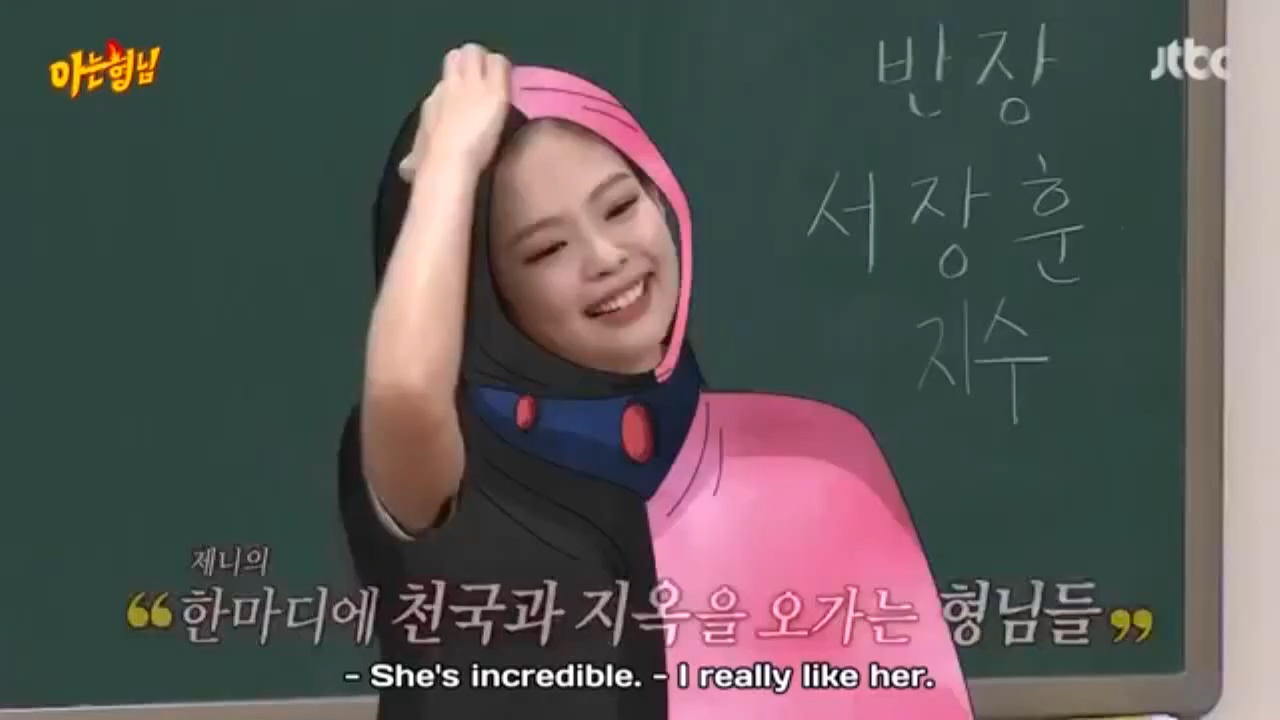 아는형님
jtbc
반장
서장훈
지수
제니의
“한마디에 천국과 지옥을 오가는 형님들”
- She's incredible. - I really like her.